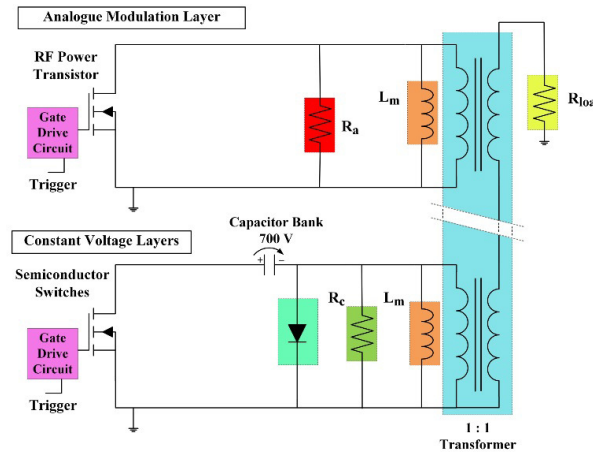 Analogue Modulation Layer
RF Power
Transistor
Gate
Drive
Circuit
Trigger
Ra
Lm
Rloa
Capacitor Bank
700 V
+ −
Constant Voltage Layers
Semiconductor
Switches
Gate
Drive
Circuit
Trigger
Rc
Lm
1 : 1
Transformer